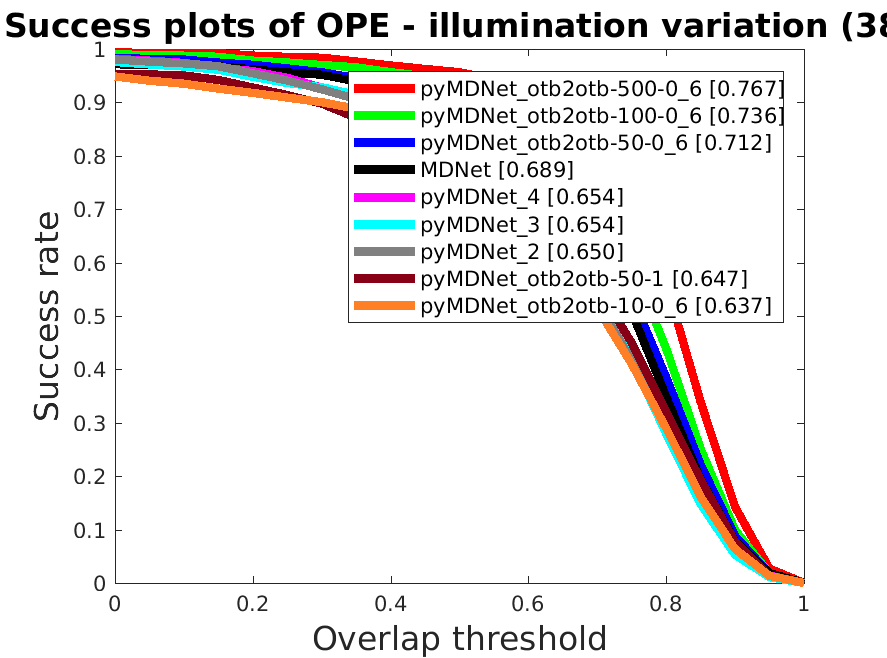 Success plots of OPE - illumination variation (38
1
0.9
0.8
0.7
0.6
0.5
0.4
0.3
0.2
0.1
0
Success rate
pyMDNet_otb2otb-500-0_6 [0.767]
pyMDNet_otb2otb-100-0_6 [0.736]
pyMDNet_otb2otb-50-0_6 [0.712]
MDNet [0.689]
pyMDNet_4 [0.654]
pyMDNet_3 [0.654]
pyMDNet_2 [0.650]
pyMDNet_otb2otb-50-1 [0.647]
pyMDNet_otb2otb-10-0_6 [0.637]
0 0.2 0.4 0.6 0.8 1
Overlap threshold